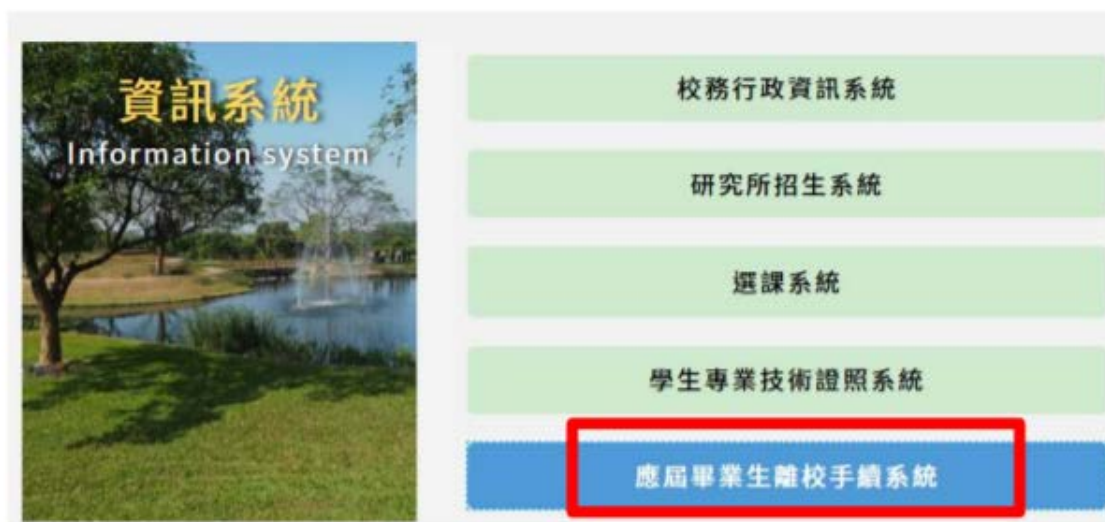 資訊系統
Information system
校務行政資訊系統
研究所招生系統
選課系統
學生專業技術證照系統
應屆畢業生離校手續系統